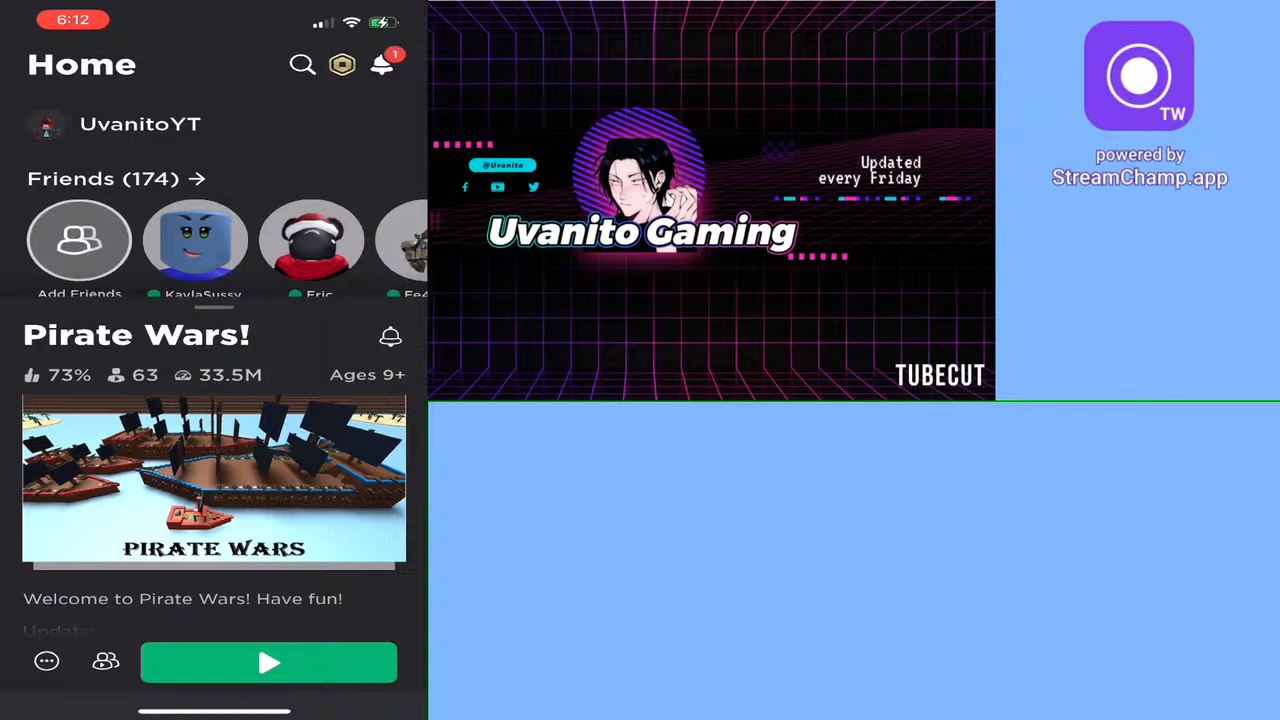 6:12
Home
1
UvanitoYT
Friends (174) →
Add Friends
KaylaSussy
Eric
Pirate Wars!
73%
63
33.5M
Ages 9+
PIRATE WARS
Welcome to Pirate Wars! Have fun!
Update:
@Uvanito
Updated
every Friday
Uvanito Gaming
TUBECUT
TW
powered by
StreamChamp.app